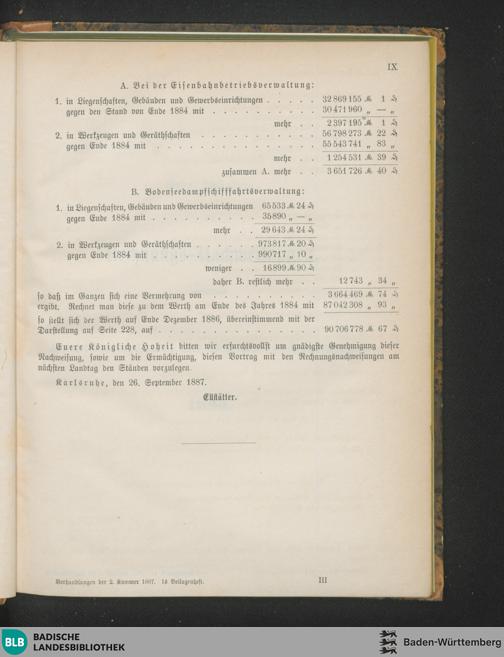 IX
A. Bei der Eisenbahnbetriebsverwaltung:
1. in Liegenschaften, Gebäuden und Gewerbseinrichtungen . . . . . 32 869 155 ℳ 1 ₰
gegen den Stand von Ende 1884 mit . . . . . . . . . . 30 471 960 „ — „
mehr . . 2 397 195 ℳ 1 ₰
2. in Werkzeugen und Geräthschaften . . . . . . . . . . . 56 798 273 ℳ 22 ₰
gegen Ende 1884 mit . . . . . . . . . . . . . . 55 543 741 „ 83 „
mehr . . 1 254 531 ℳ 39 ₰
zusammen A. mehr . . 3 651 726 ℳ 40 ₰
B. Bodenseedampfschifffahrtsverwaltung:
1. in Liegenschaften, Gebäuden und Gewerbseinrichtungen 65 533 ℳ 24 ₰
gegen Ende 1884 mit . . . . . . . . . . 35 890 „ — „
mehr . . 29 643 ℳ 24 ₰
2. in Werkzeugen und Geräthschaften . . . . . . 973 817 ℳ 20 ₰
gegen Ende 1884 mit . . . . . . . . . . 990 717 „ 10 „
weniger . . 16 899 ℳ 90 ₰
daher B. restlich mehr . . 12 743 „ 34 „
so daß im Ganzen sich eine Vermehrung von . . . . . . . . . . 3 664 469 ℳ 74 ₰
ergibt. Rechnet man diese zu dem Werth am Ende des Jahres 1884 mit 87 042 308 „ 93 „
so stellt sich der Werth auf Ende Dezember 1886, übereinstimmend mit der
Darstellung auf Seite 228, auf . . . . . . . . . . . . . . 90 706 778 ℳ 67 ₰
Euere Königliche Hoheit bitten wir ehrfurchtsvollst um gnädigste Genehmigung dieser
Nachweisung, sowie um die Ermächtigung, diesen Vortrag mit den Rechnungsnachweisungen am
nächsten Landtag den Ständen vorzulegen.
Karlsruhe, den 26. September 1887.
Ellstätter.
Verhandlungen der 2. Kammer 1887. 1s Beilagenheft. III
BLB BADISCHE
LANDESBIBLIOTHEK
Baden-Württemberg